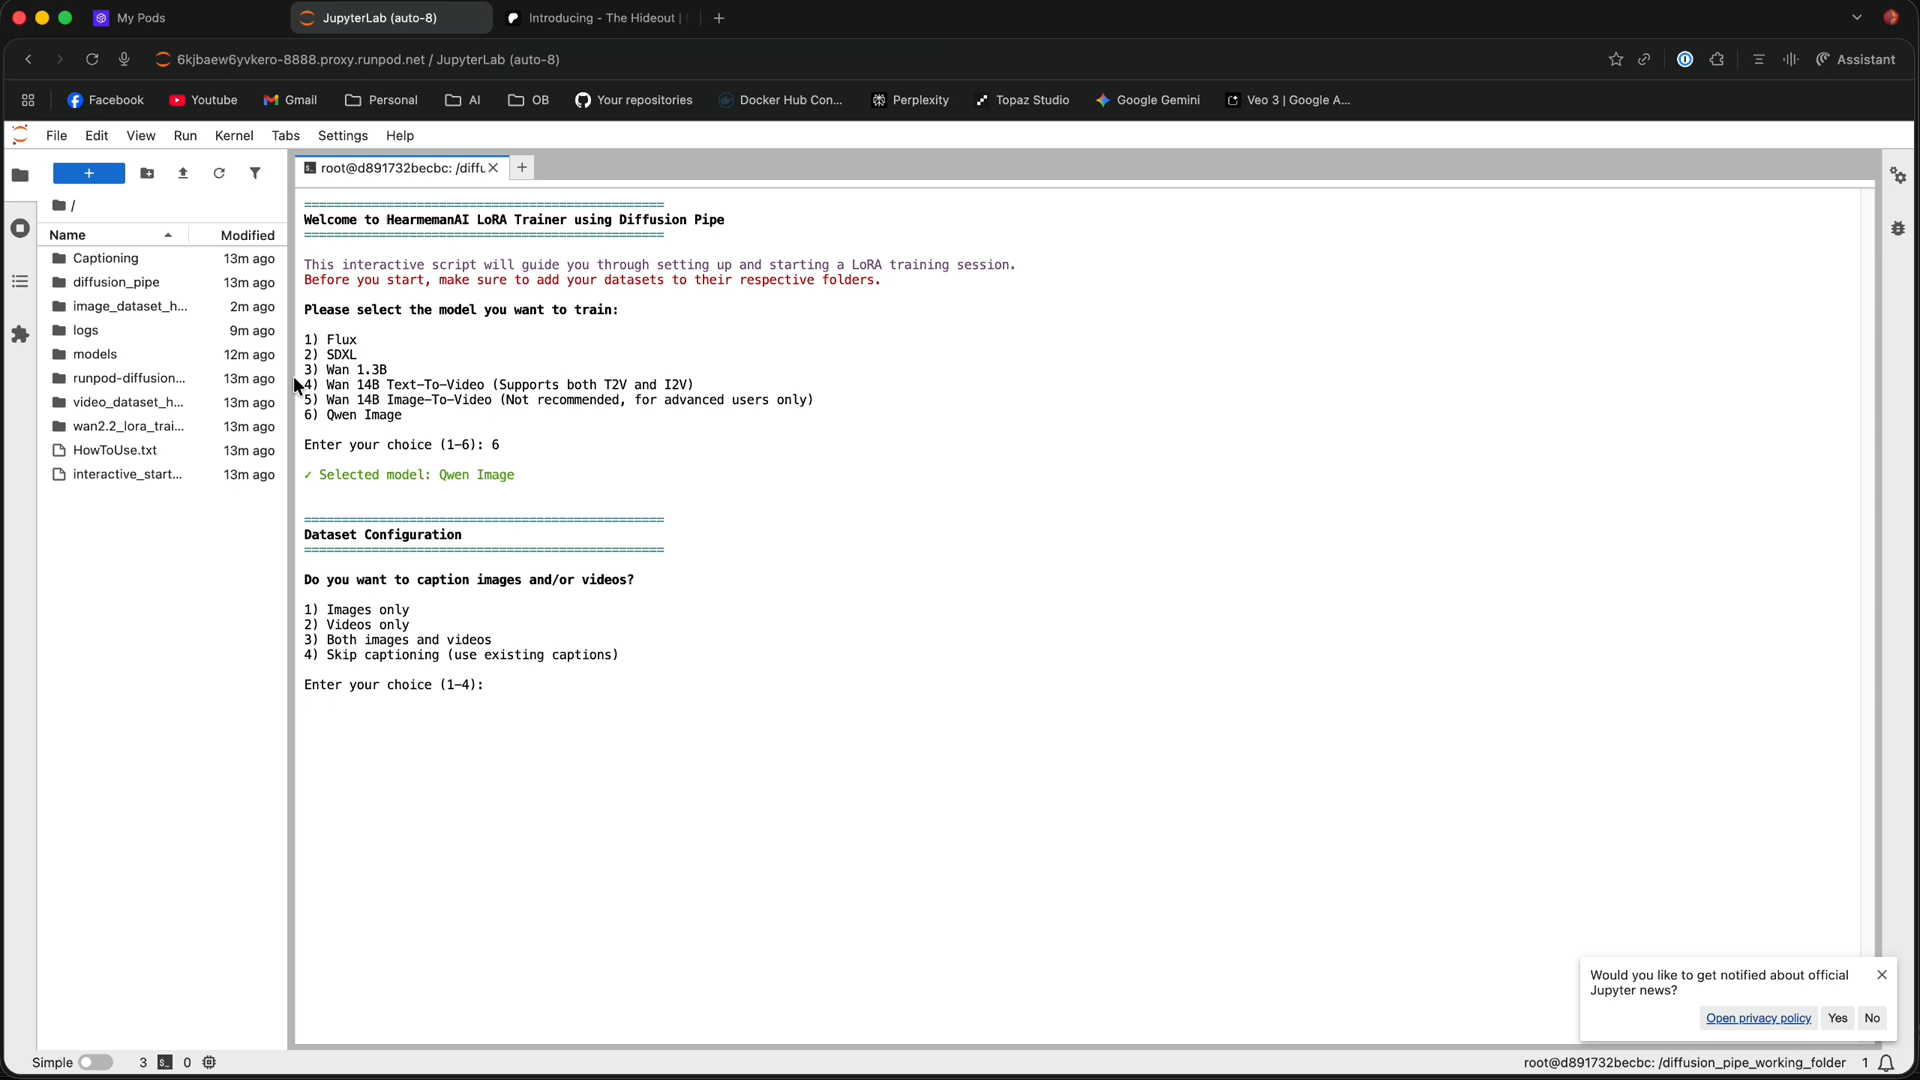 My Pods
JupyterLab (auto-8)
Introducing - The Hideout |
6kjbaew6yvkero-8888.proxy.runpod.net / JupyterLab (auto-8)
Assistant
Facebook
Youtube
Gmail
Personal
AI
OB
Your repositories
Docker Hub Con...
Perplexity
Topaz Studio
Google Gemini
Veo 3 | Google A...
File Edit View Run Kernel Tabs Settings Help
root@d891732becbc: /diffu
/
Name Modified
Captioning 13m ago
diffusion_pipe 13m ago
image_dataset_h... 2m ago
logs 9m ago
models 12m ago
runpod-diffusion... 13m ago
video_dataset_h... 13m ago
wan2.2_lora_trai... 13m ago
HowToUse.txt 13m ago
interactive_start... 13m ago
================================================
Welcome to HearmemanAI LoRA Trainer using Diffusion Pipe
================================================
This interactive script will guide you through setting up and starting a LoRA training session.
Before you start, make sure to add your datasets to their respective folders.
Please select the model you want to train:
1) Flux
2) SDXL
3) Wan 1.3B
4) Wan 14B Text-To-Video (Supports both T2V and I2V)
5) Wan 14B Image-To-Video (Not recommended, for advanced users only)
6) Qwen Image
Enter your choice (1-6): 6
✓ Selected model: Qwen Image
================================================
Dataset Configuration
================================================
Do you want to caption images and/or videos?
1) Images only
2) Videos only
3) Both images and videos
4) Skip captioning (use existing captions)
Enter your choice (1-4):
Would you like to get notified about official
Jupyter news?
Open privacy policy Yes No
Simple 3 0
root@d891732becbc: /diffusion_pipe_working_folder 1